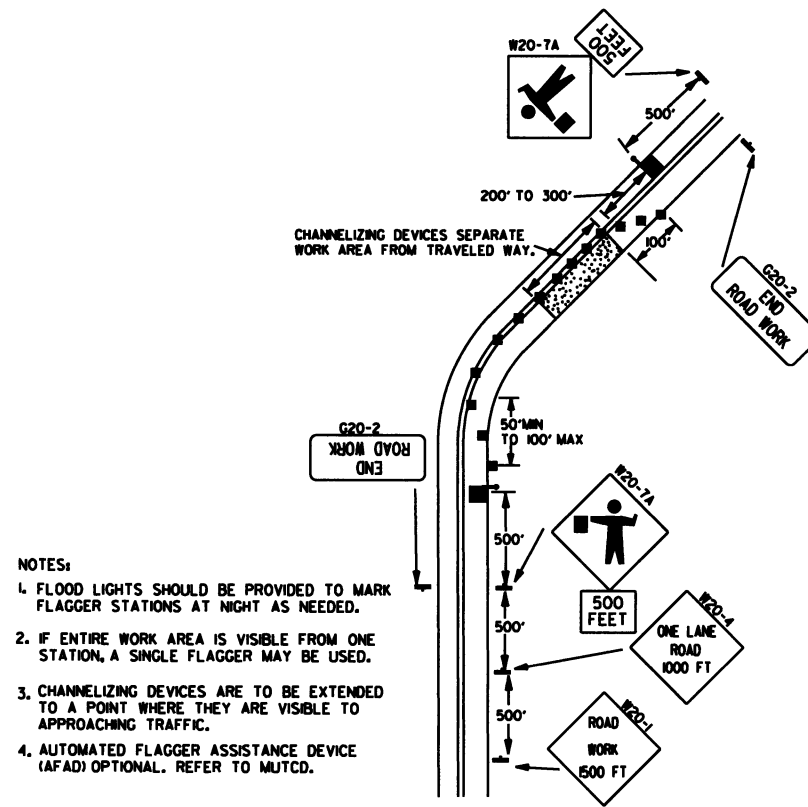 W20-7A
500
FEET
500'
200' TO 300'
CHANNELIZING DEVICES SEPARATE
WORK AREA FROM TRAVELED WAY.
100'
G20-2
END
ROAD WORK
G20-2
END
ROAD WORK
50'MIN
TO 100' MAX
W20-7A
500'
500
FEET
500'
W20-4
ONE LANE
ROAD
1000 FT
500'
W20-1
ROAD
WORK
1500 FT
NOTES:
1. FLOOD LIGHTS SHOULD BE PROVIDED TO MARK
FLAGGER STATIONS AT NIGHT AS NEEDED.
2. IF ENTIRE WORK AREA IS VISIBLE FROM ONE
STATION, A SINGLE FLAGGER MAY BE USED.
3. CHANNELIZING DEVICES ARE TO BE EXTENDED
TO A POINT WHERE THEY ARE VISIBLE TO
APPROACHING TRAFFIC.
4. AUTOMATED FLAGGER ASSISTANCE DEVICE
(AFAD) OPTIONAL. REFER TO MUTCD.